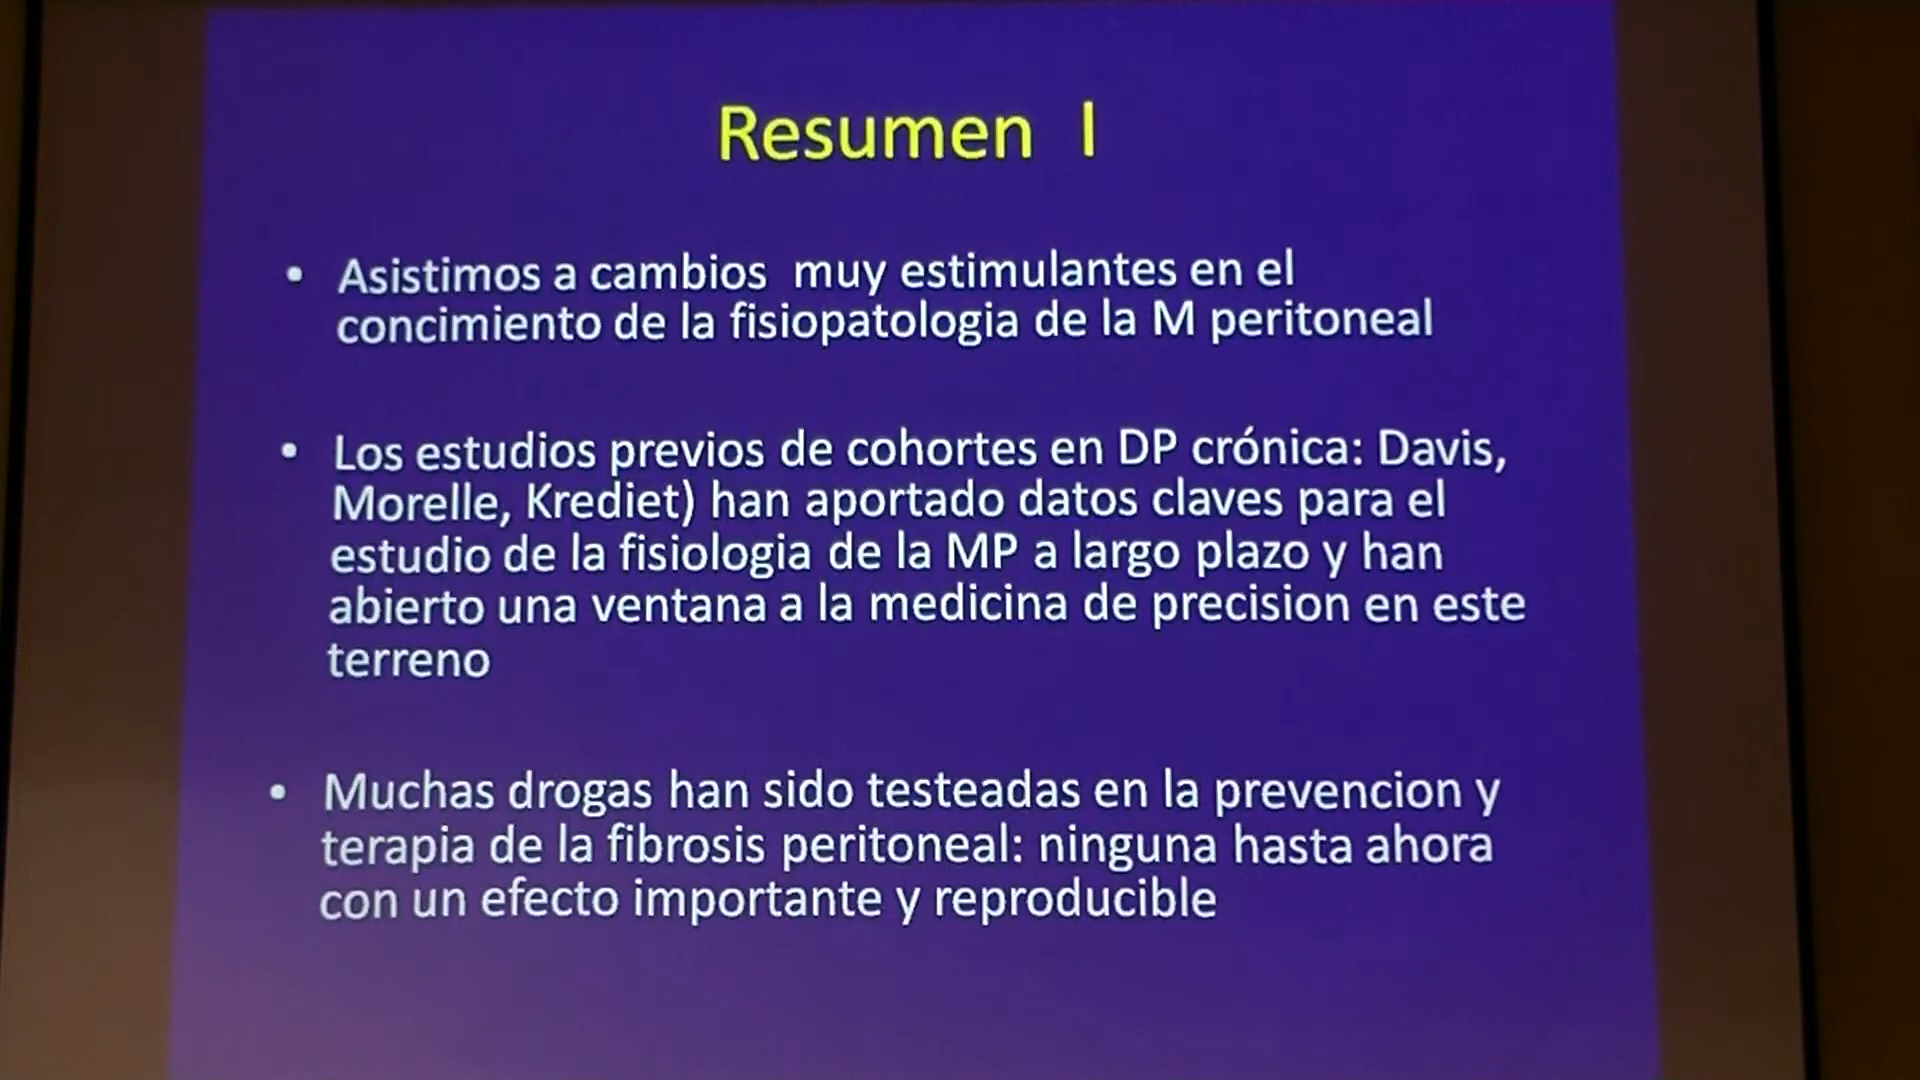 Resumen I
• Asistimos a cambios muy estimulantes en el
concimiento de la fisiopatologia de la M peritoneal
• Los estudios previos de cohortes en DP crónica: Davis,
Morelle, Krediet) han aportado datos claves para el
estudio de la fisiologia de la MP a largo plazo y han
abierto una ventana a la medicina de precision en este
terreno
• Muchas drogas han sido testeadas en la prevencion y
terapia de la fibrosis peritoneal: ninguna hasta ahora
con un efecto importante y reproducible